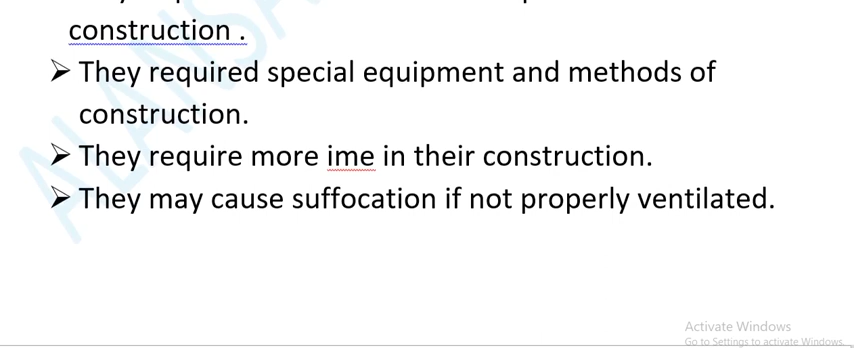 construction .
➢ They required special equipment and methods of
construction.
➢ They require more ime in their construction.
➢ They may cause suffocation if not properly ventilated.
Activate Windows
Go to Settings to activate Windows.